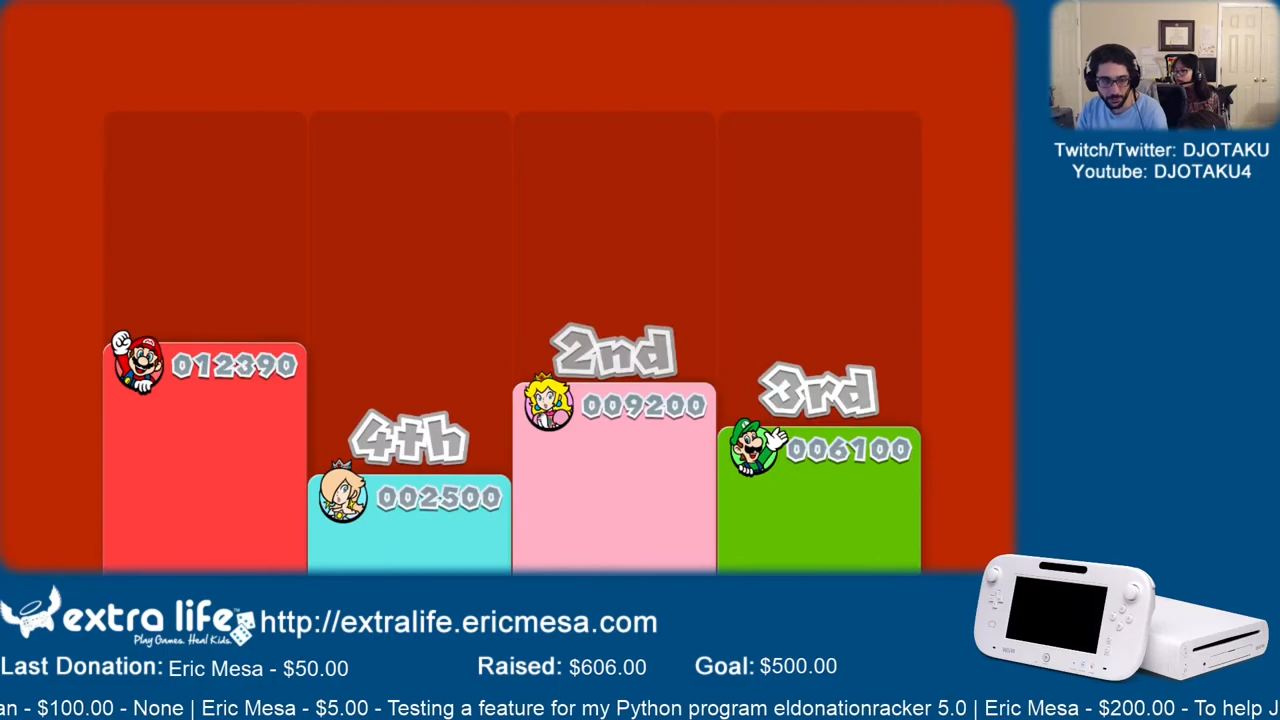 Twitch/Twitter: DJOTAKU
Youtube: DJOTAKU4
012390
4th
002500
2nd
009200
3rd
006100
extra life
Play Games. Heal Kids.
http://extralife.ericmesa.com
Last Donation: Eric Mesa - $50.00
Raised: $606.00
Goal: $500.00
an - $100.00 - None | Eric Mesa - $5.00 - Testing a feature for my Python program eldonationracker 5.0 | Eric Mesa - $200.00 - To help J